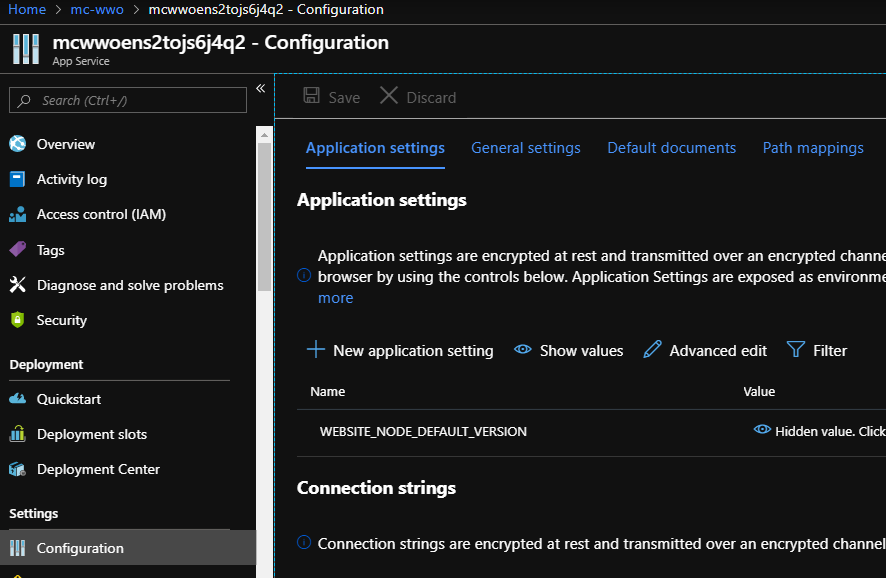 Home > mc-wwo > mcwwoens2tojs6j4q2 - Configuration
mcwwoens2tojs6j4q2 - Configuration
App Service
Search (Ctrl+/)
«
Overview
Activity log
Access control (IAM)
Tags
Diagnose and solve problems
Security
Deployment
Quickstart
Deployment slots
Deployment Center
Settings
Configuration
Save
Discard
Application settings
General settings
Default documents
Path mappings
Application settings
Application settings are encrypted at rest and transmitted over an encrypted channe
browser by using the controls below. Application Settings are exposed as environme
more
New application setting
Show values
Advanced edit
Filter
Name
Value
WEBSITE_NODE_DEFAULT_VERSION
Hidden value. Click
Connection strings
Connection strings are encrypted at rest and transmitted over an encrypted channel